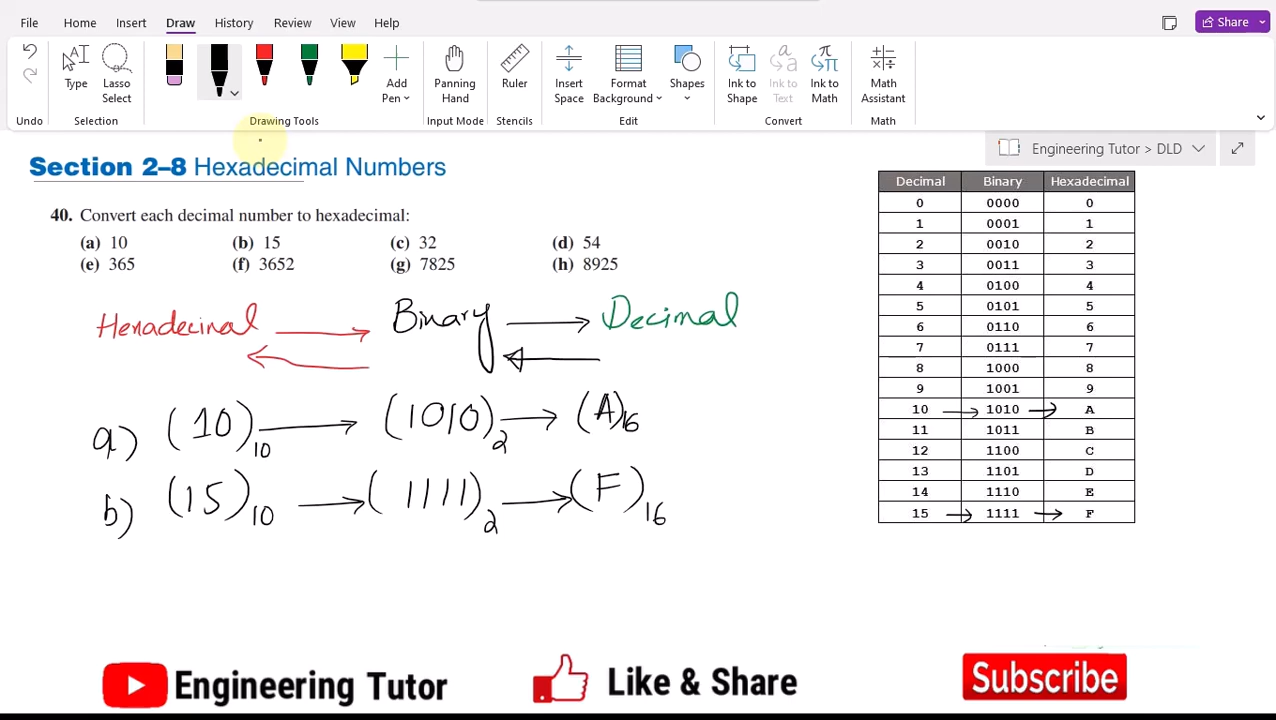 File Home Insert Draw History Review View Help Share
Undo Type Lasso Select Add Pen Panning Hand Ruler Insert Space Format Background Shapes Ink to Shape Ink to Text Ink to Math Math Assistant
Undo Selection Drawing Tools Input Mode Stencils Edit Convert Math
Engineering Tutor > DLD
Section 2–8 Hexadecimal Numbers
40. Convert each decimal number to hexadecimal:
(a) 10 (b) 15 (c) 32 (d) 54
(e) 365 (f) 3652 (g) 7825 (h) 8925
Hexadecimal → Binary → Decimal
a) (10)10 → (1010)2 → (A)16
b) (15)10 → (1111)2 → (F)16
Decimal Binary Hexadecimal
0 0000 0
1 0001 1
2 0010 2
3 0011 3
4 0100 4
5 0101 5
6 0110 6
7 0111 7
8 1000 8
9 1001 9
10 → 1010 → A
11 1011 B
12 1100 C
13 1101 D
14 1110 E
15 → 1111 → F
Engineering Tutor Like & Share Subscribe